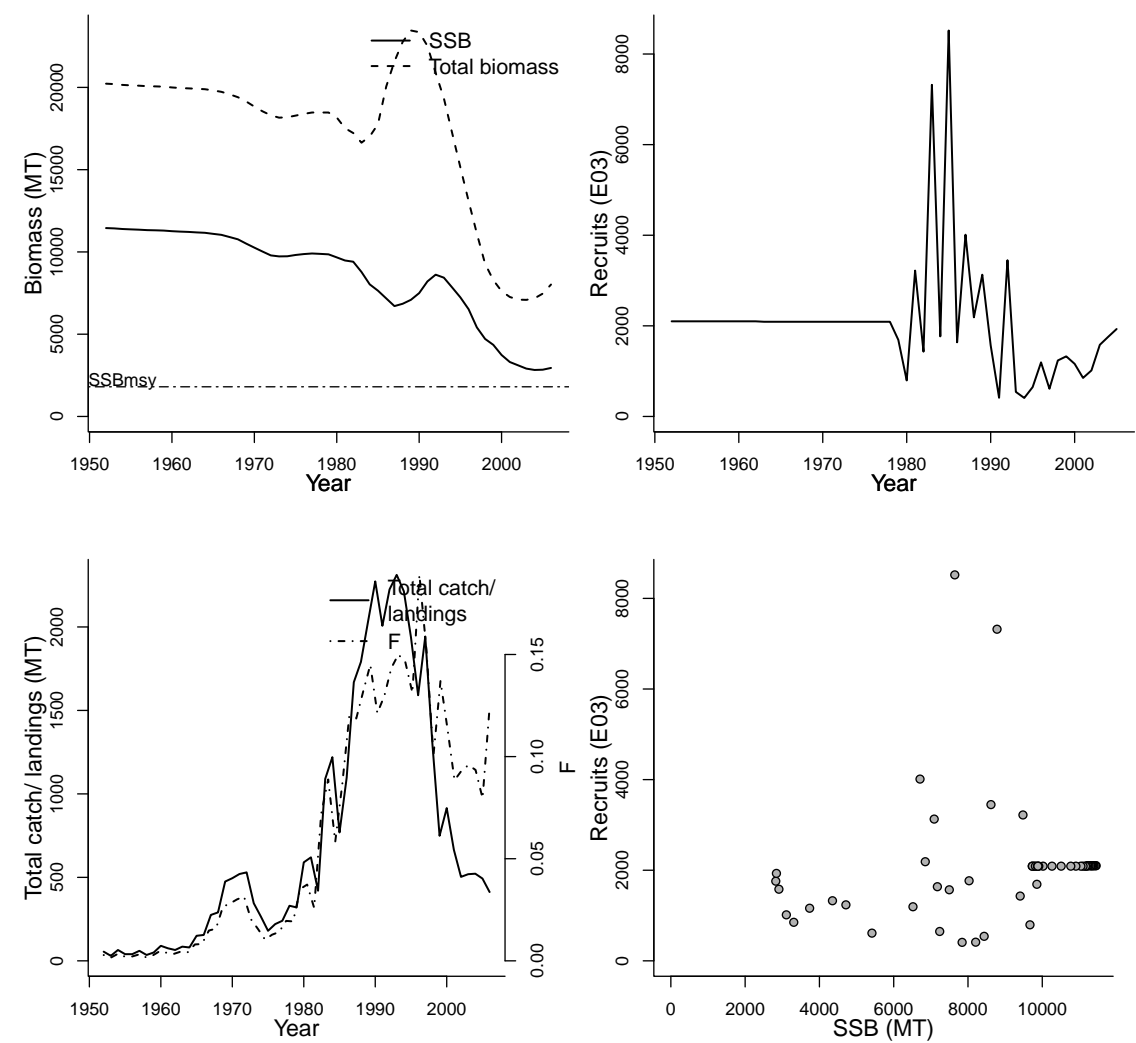 SSB
Total biomass
Biomass (MT)
0 5000 10000 15000 20000
SSBmsy
1950 1960 1970 1980 1990 2000
Year
Recruits (E03)
0 2000 4000 6000 8000
1950 1960 1970 1980 1990 2000
Year
Total catch/
landings
F
Total catch/ landings (MT)
0 500 1000 1500 2000
0.00 0.05 0.10 0.15
F
1950 1960 1970 1980 1990 2000
Year
Recruits (E03)
0 2000 4000 6000 8000
0 2000 4000 6000 8000 10000
SSB (MT)